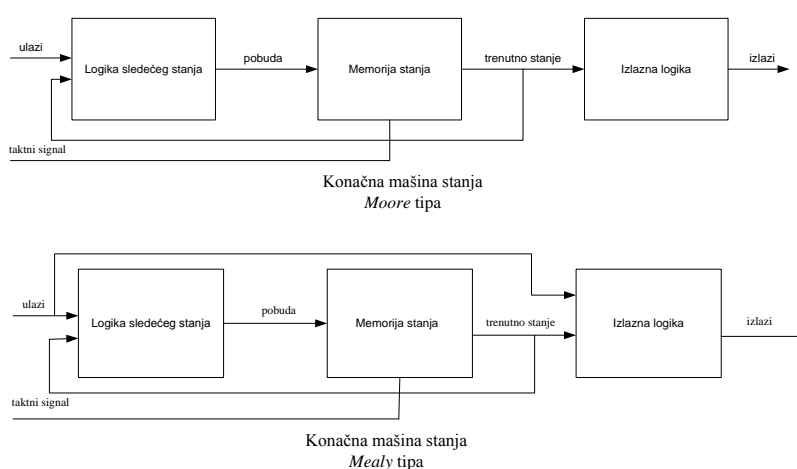 ulazi
Logika sledećeg stanja
pobuda
Memorija stanja
trenutno stanje
Izlazna logika
izlazi
taktni signal
Konačna mašina stanja
Moore tipa
ulazi
Logika sledećeg stanja
pobuda
Memorija stanja
trenutno stanje
Izlazna logika
izlazi
taktni signal
Konačna mašina stanja
Mealy tipa